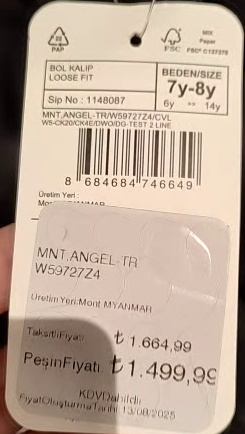 PAP
FSC
MIX
Paper
FSC® C137276
BOL KALIP
LOOSE FIT
BEDEN/SIZE
7y-8y
6y ↔ 14y
Sip No : 1148087
MNT.ANGEL-TR/W59727Z4/CVL
WS-CK20/CK4E/DWO/DG-TEST 2 LINE
8 684684 746649
Üretim Yeri:
MNT.ANGEL-TR
W59727Z4
Üretim Yeri:Mont MYANMAR
TaksitliFiyatı ₺ 1.664,99
PeşinFiyatı ₺1.499,99
KDVDahildir
FiyatOluşturmaTarihi:13/08/2025